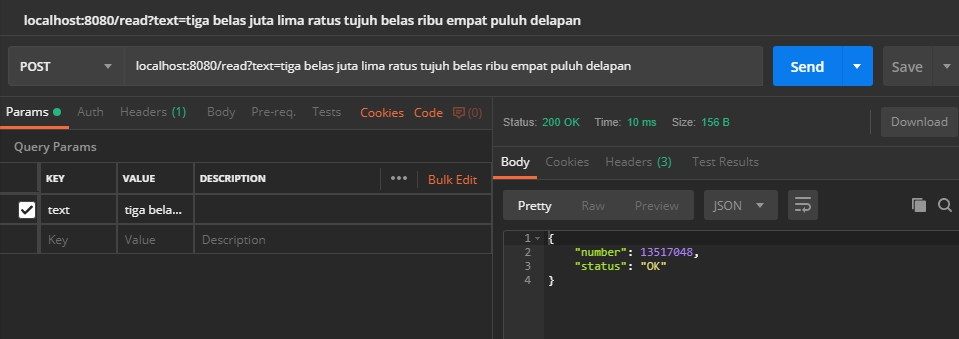 localhost:8080/read?text=tiga belas juta lima ratus tujuh belas ribu empat puluh delapan
POST localhost:8080/read?text=tiga belas juta lima ratus tujuh belas ribu empat puluh delapan Send Save
Params Auth Headers (1) Body Pre-req. Tests Cookies Code (0)
Query Params
KEY VALUE DESCRIPTION ••• Bulk Edit
text tiga bela...
Key Value Description
Status: 200 OK Time: 10 ms Size: 156 B Download
Body Cookies Headers (3) Test Results
Pretty Raw Preview JSON
1 {
2 "number": 13517048,
3 "status": "OK"
4 }